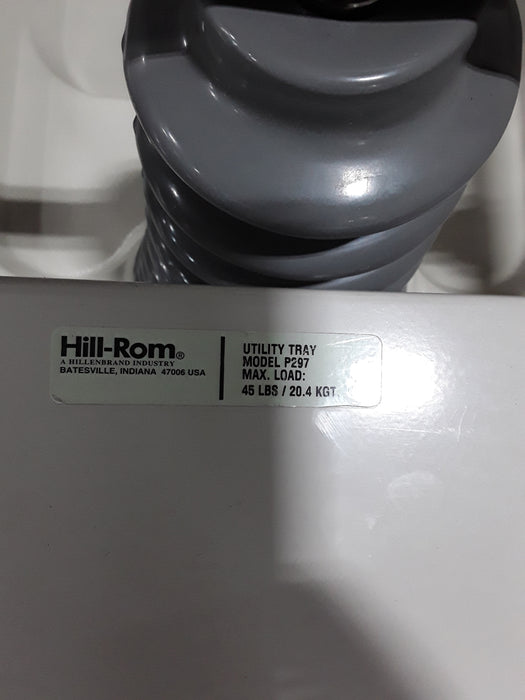 Hill-Rom®
A HILLENBRAND INDUSTRY
BATESVILLE, INDIANA 47006 USA
UTILITY TRAY
MODEL P297
MAX. LOAD:
45 LBS / 20.4 KGT